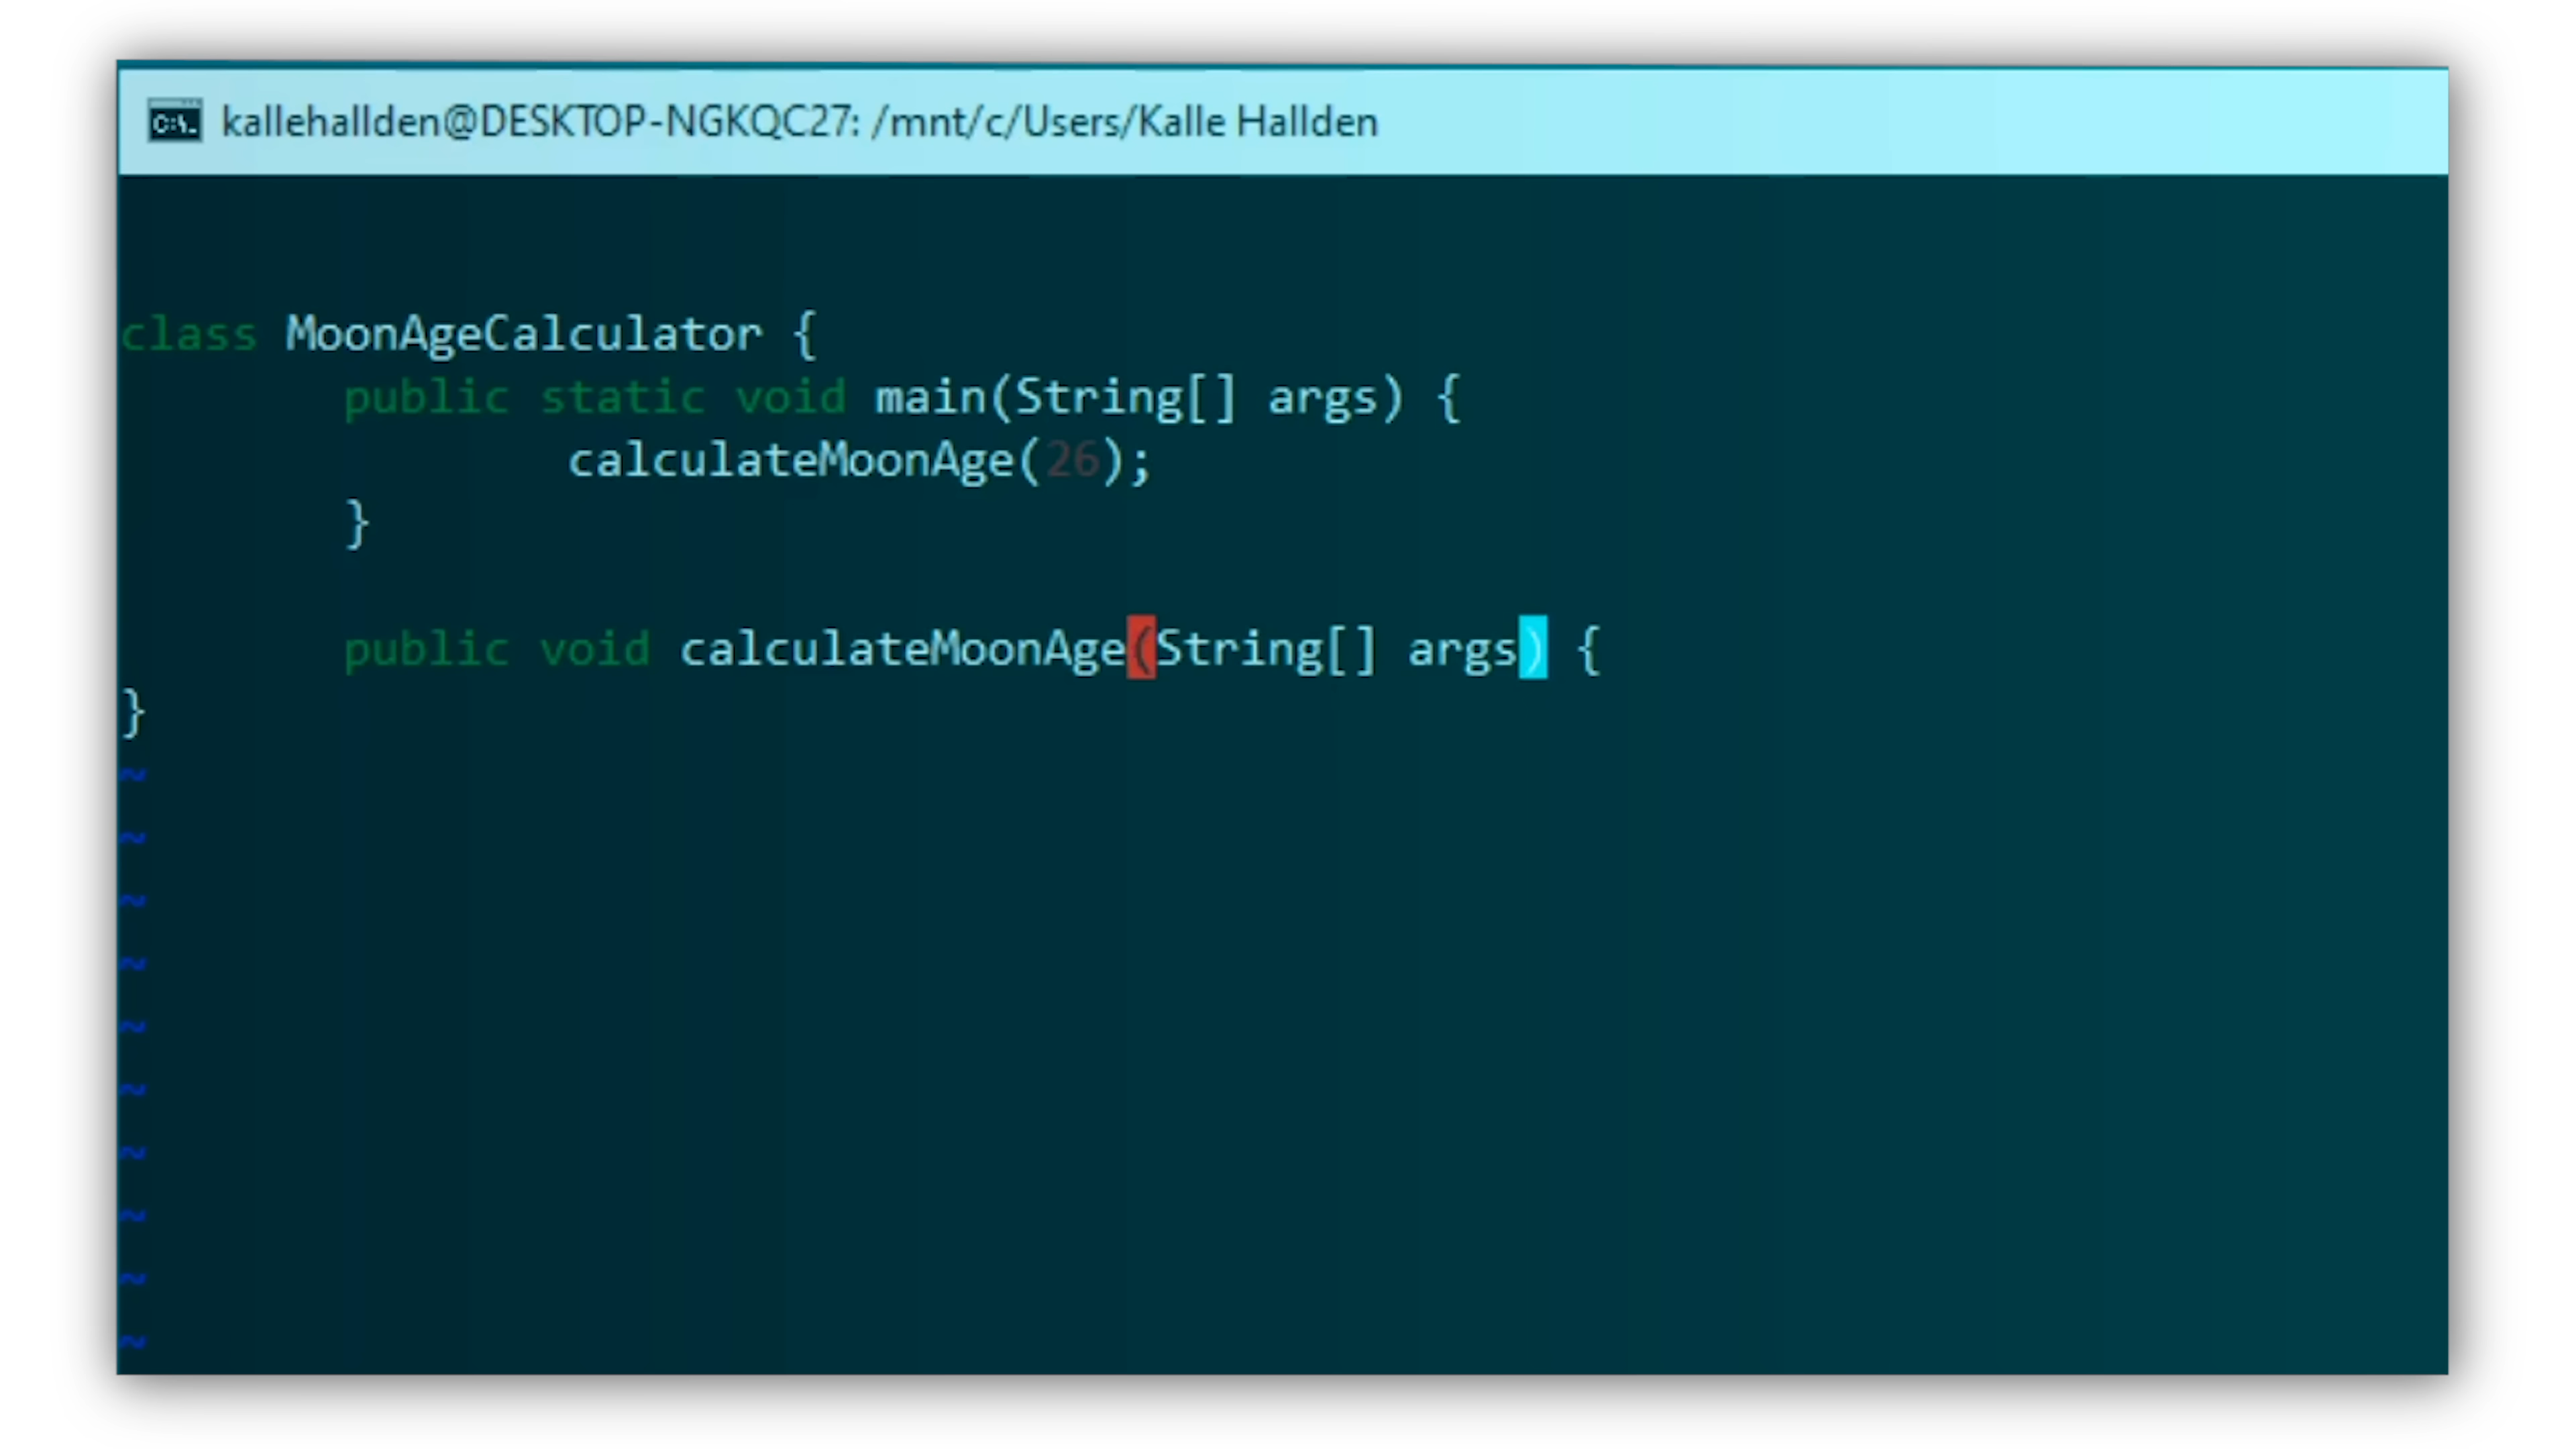 C:\.
kallehallden@DESKTOP-NGKQC27: /mnt/c/Users/Kalle Hallden
class MoonAgeCalculator {
public static void main(String[] args) {
calculateMoonAge(26);
}
public void calculateMoonAge(String[] args) {
}
~
~
~
~
~
~
~
~
~
~